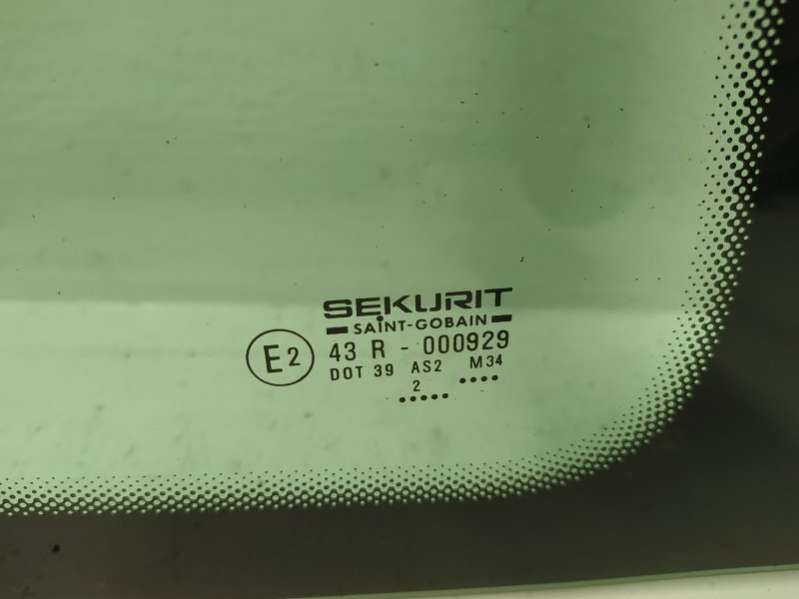 SEKURIT
SAINT-GOBAIN
E2
43 R - 000929
DOT 39 AS2 M34
2